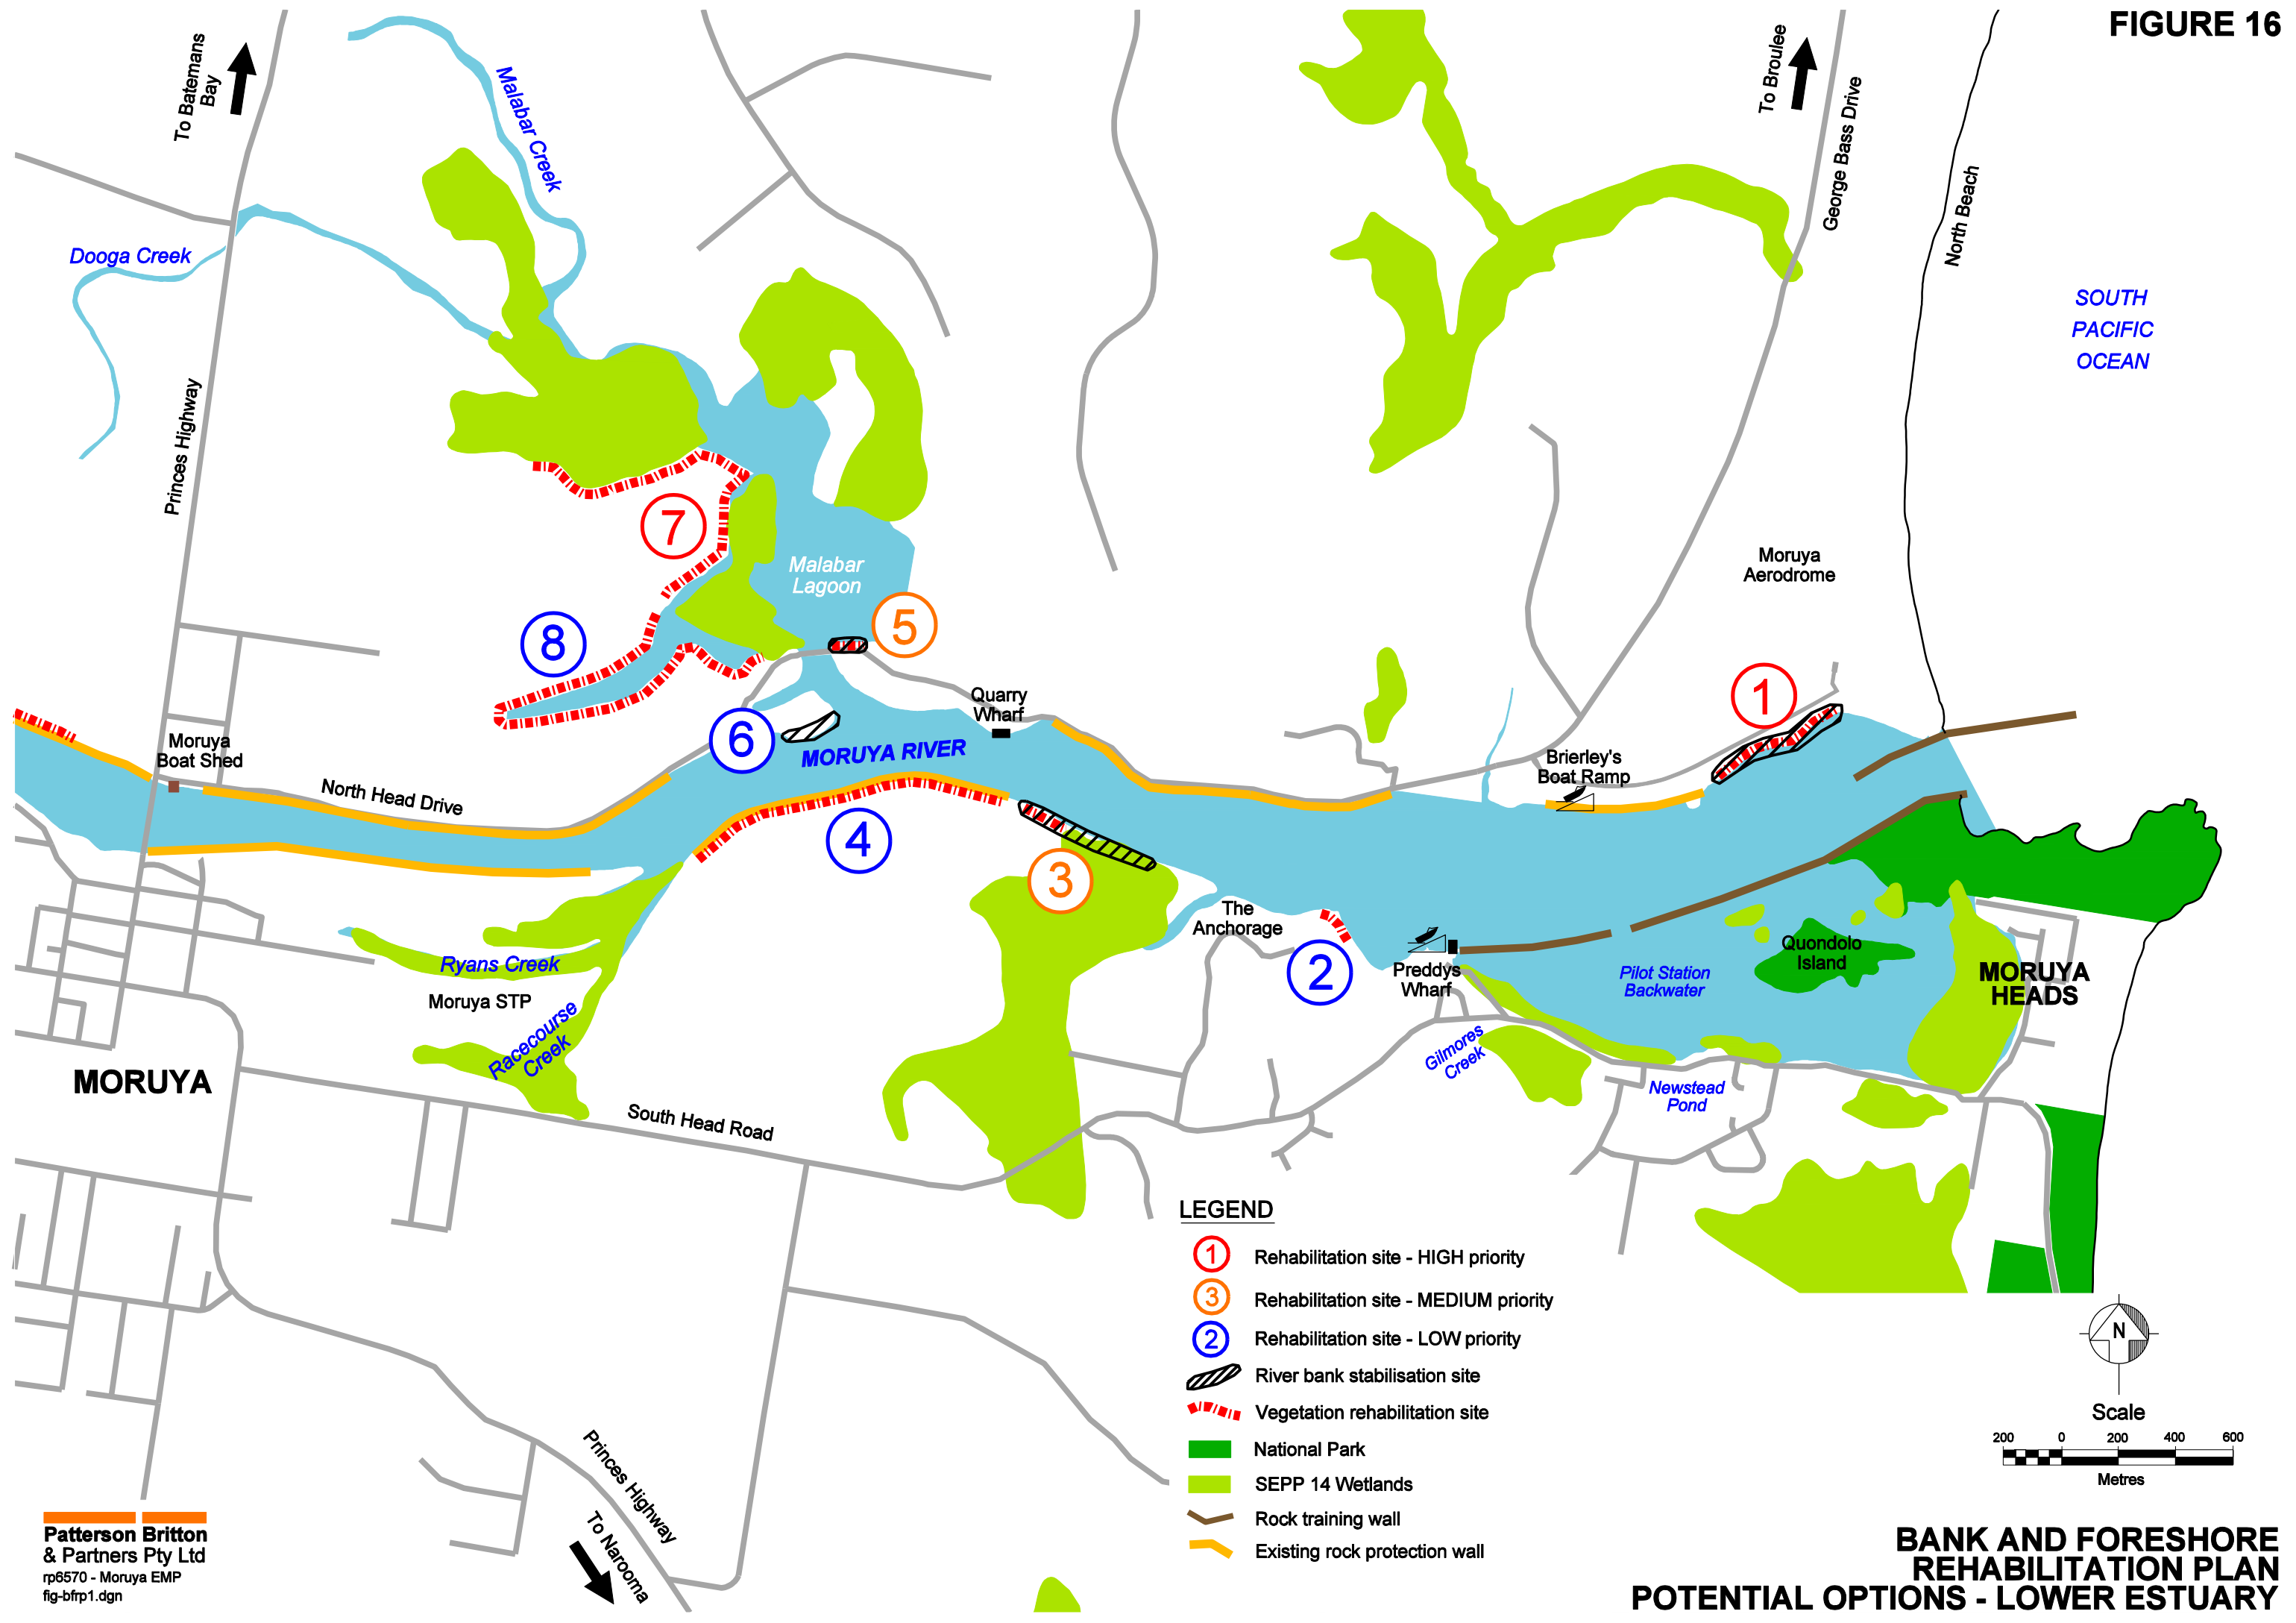 FIGURE 16
To Batemans
Bay
Malabar Creek
To Broulee
George Bass Drive
North Beach
Dooga Creek
SOUTH
PACIFIC
OCEAN
Princes Highway
7
Malabar
Lagoon
Moruya
Aerodrome
8
5
1
Quarry
Wharf
6
Moruya
Boat Shed
MORUYA RIVER
Brierley's
Boat Ramp
North Head Drive
4
3
The
Anchorage
2
Preddys
Wharf
Pilot Station
Backwater
Quondolo
Island
MORUYA
HEADS
Ryans Creek
Moruya STP
Racecourse
Creek
Gilmores
Creek
Newstead
Pond
MORUYA
South Head Road
LEGEND
1 Rehabilitation site - HIGH priority
3 Rehabilitation site - MEDIUM priority
2 Rehabilitation site - LOW priority
River bank stabilisation site
Vegetation rehabilitation site
National Park
SEPP 14 Wetlands
Rock training wall
Existing rock protection wall
N
Scale
200 0 200 400 600
Metres
Princes Highway
To Narooma
Patterson Britton
& Partners Pty Ltd
rp6570 - Moruya EMP
fig-bfrp1.dgn
BANK AND FORESHORE
REHABILITATION PLAN
POTENTIAL OPTIONS - LOWER ESTUARY